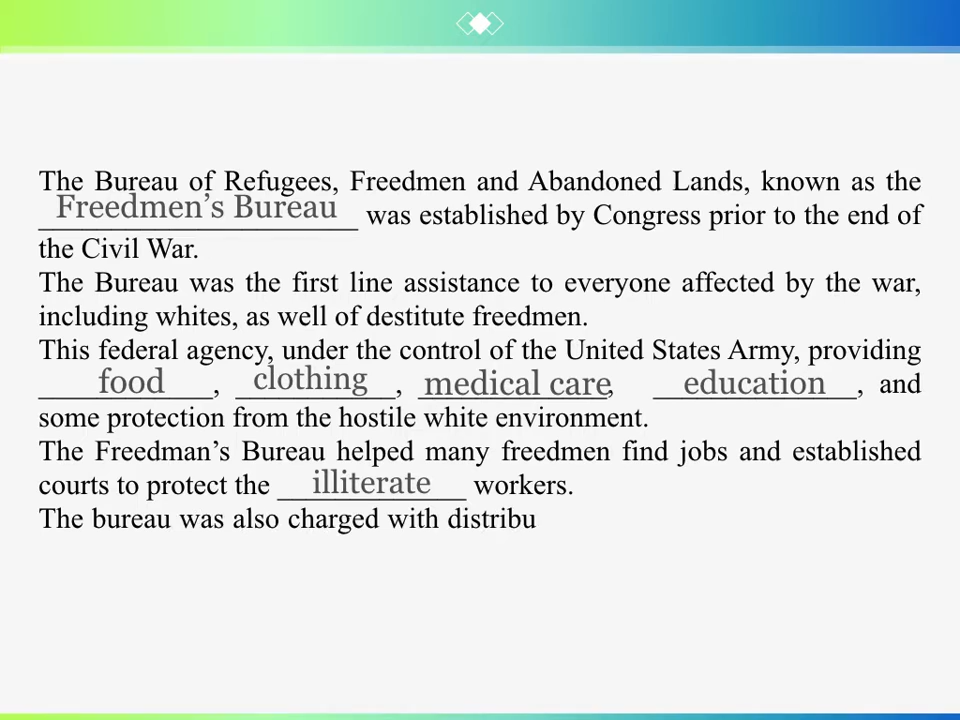 The Bureau of Refugees, Freedmen and Abandoned Lands, known as the
Freedmen’s Bureau was established by Congress prior to the end of
the Civil War.
The Bureau was the first line assistance to everyone affected by the war,
including whites, as well of destitute freedmen.
This federal agency, under the control of the United States Army, providing
food, clothing, medical care, education, and
some protection from the hostile white environment.
The Freedman’s Bureau helped many freedmen find jobs and established
courts to protect the illiterate workers.
The bureau was also charged with distribu